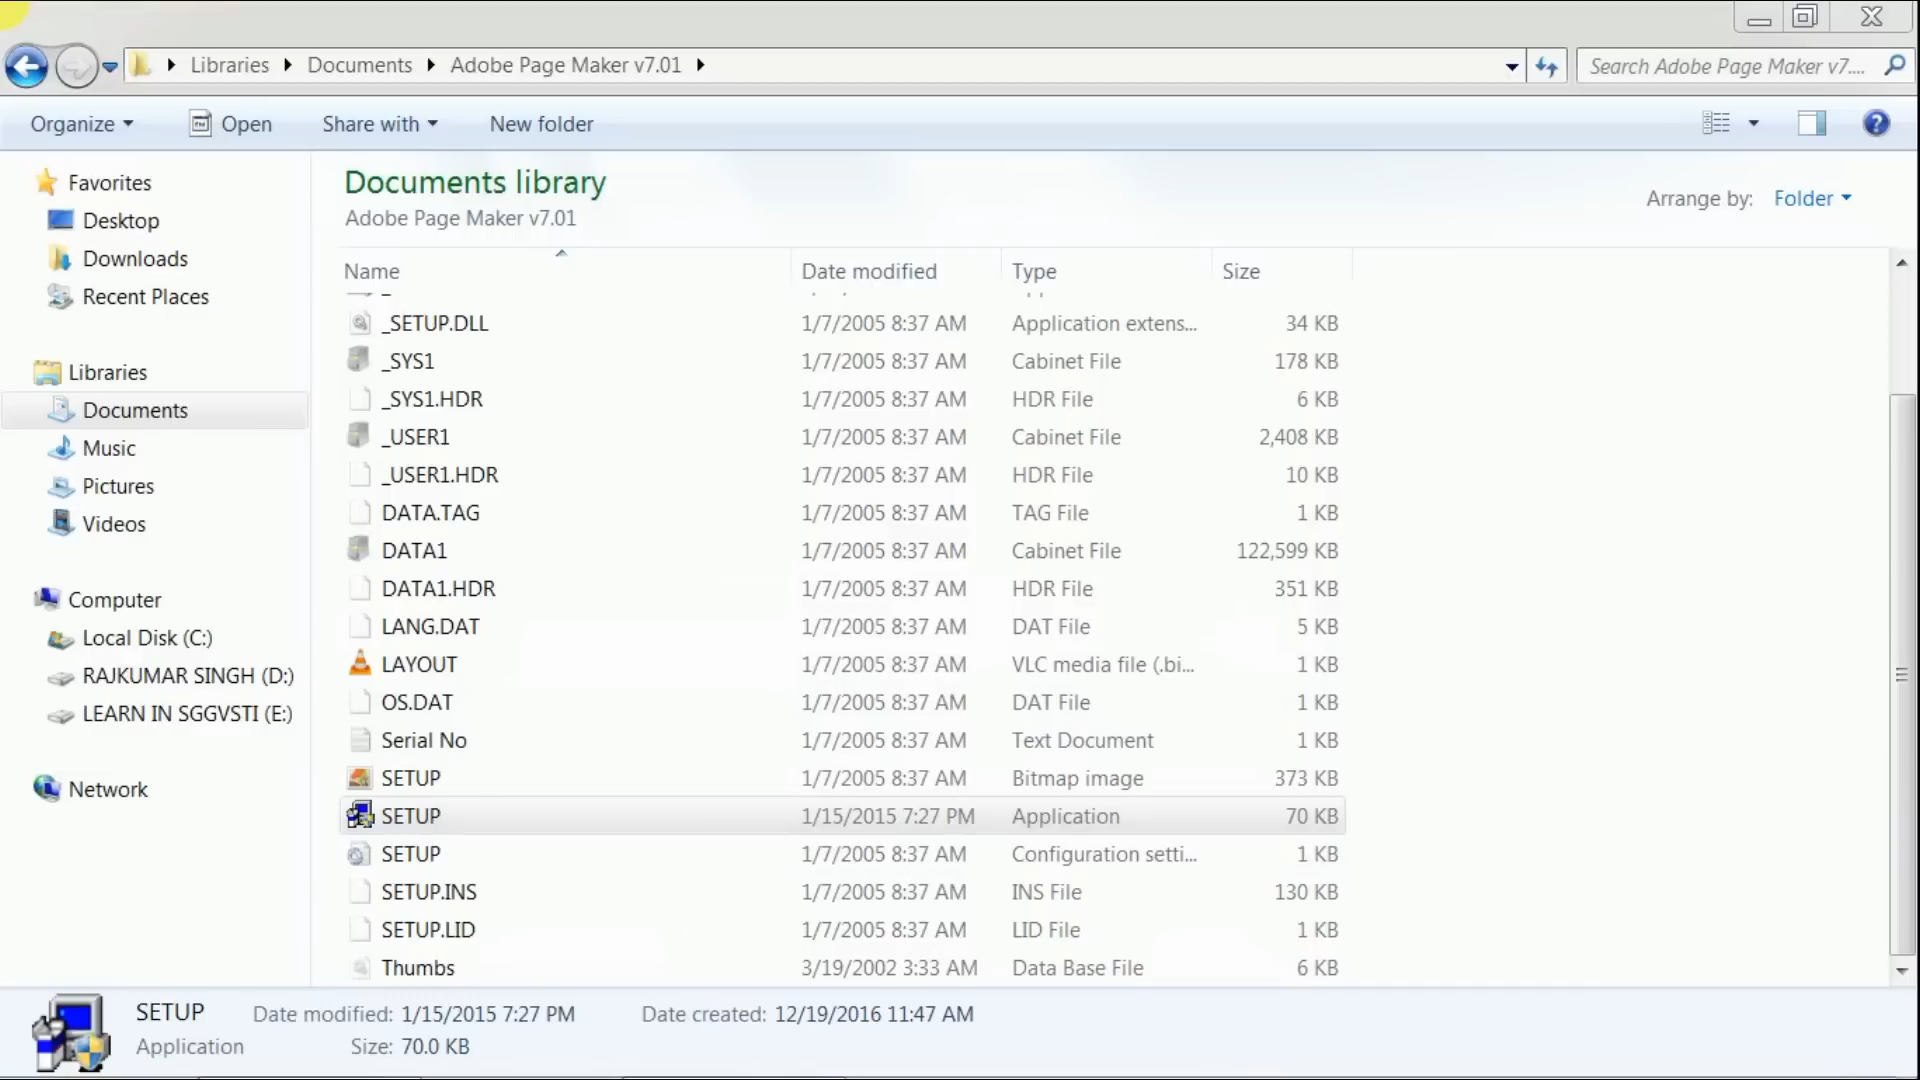 Libraries Documents Adobe Page Maker v7.01
Search Adobe Page Maker v7....
Organize Open Share with New folder
Favorites
Desktop
Downloads
Recent Places
Libraries
Documents
Music
Pictures
Videos
Computer
Local Disk (C:)
RAJKUMAR SINGH (D:)
LEARN IN SGGVSTI (E:)
Network
Documents library
Adobe Page Maker v7.01
Arrange by: Folder
Name Date modified Type Size
_SETUP.DLL 1/7/2005 8:37 AM Application extens... 34 KB
_SYS1 1/7/2005 8:37 AM Cabinet File 178 KB
_SYS1.HDR 1/7/2005 8:37 AM HDR File 6 KB
_USER1 1/7/2005 8:37 AM Cabinet File 2,408 KB
_USER1.HDR 1/7/2005 8:37 AM HDR File 10 KB
DATA.TAG 1/7/2005 8:37 AM TAG File 1 KB
DATA1 1/7/2005 8:37 AM Cabinet File 122,599 KB
DATA1.HDR 1/7/2005 8:37 AM HDR File 351 KB
LANG.DAT 1/7/2005 8:37 AM DAT File 5 KB
LAYOUT 1/7/2005 8:37 AM VLC media file (.bi... 1 KB
OS.DAT 1/7/2005 8:37 AM DAT File 1 KB
Serial No 1/7/2005 8:37 AM Text Document 1 KB
SETUP 1/7/2005 8:37 AM Bitmap image 373 KB
SETUP 1/15/2015 7:27 PM Application 70 KB
SETUP 1/7/2005 8:37 AM Configuration setti... 1 KB
SETUP.INS 1/7/2005 8:37 AM INS File 130 KB
SETUP.LID 1/7/2005 8:37 AM LID File 1 KB
Thumbs 3/19/2002 3:33 AM Data Base File 6 KB
SETUP Date modified: 1/15/2015 7:27 PM Date created: 12/19/2016 11:47 AM
Application Size: 70.0 KB